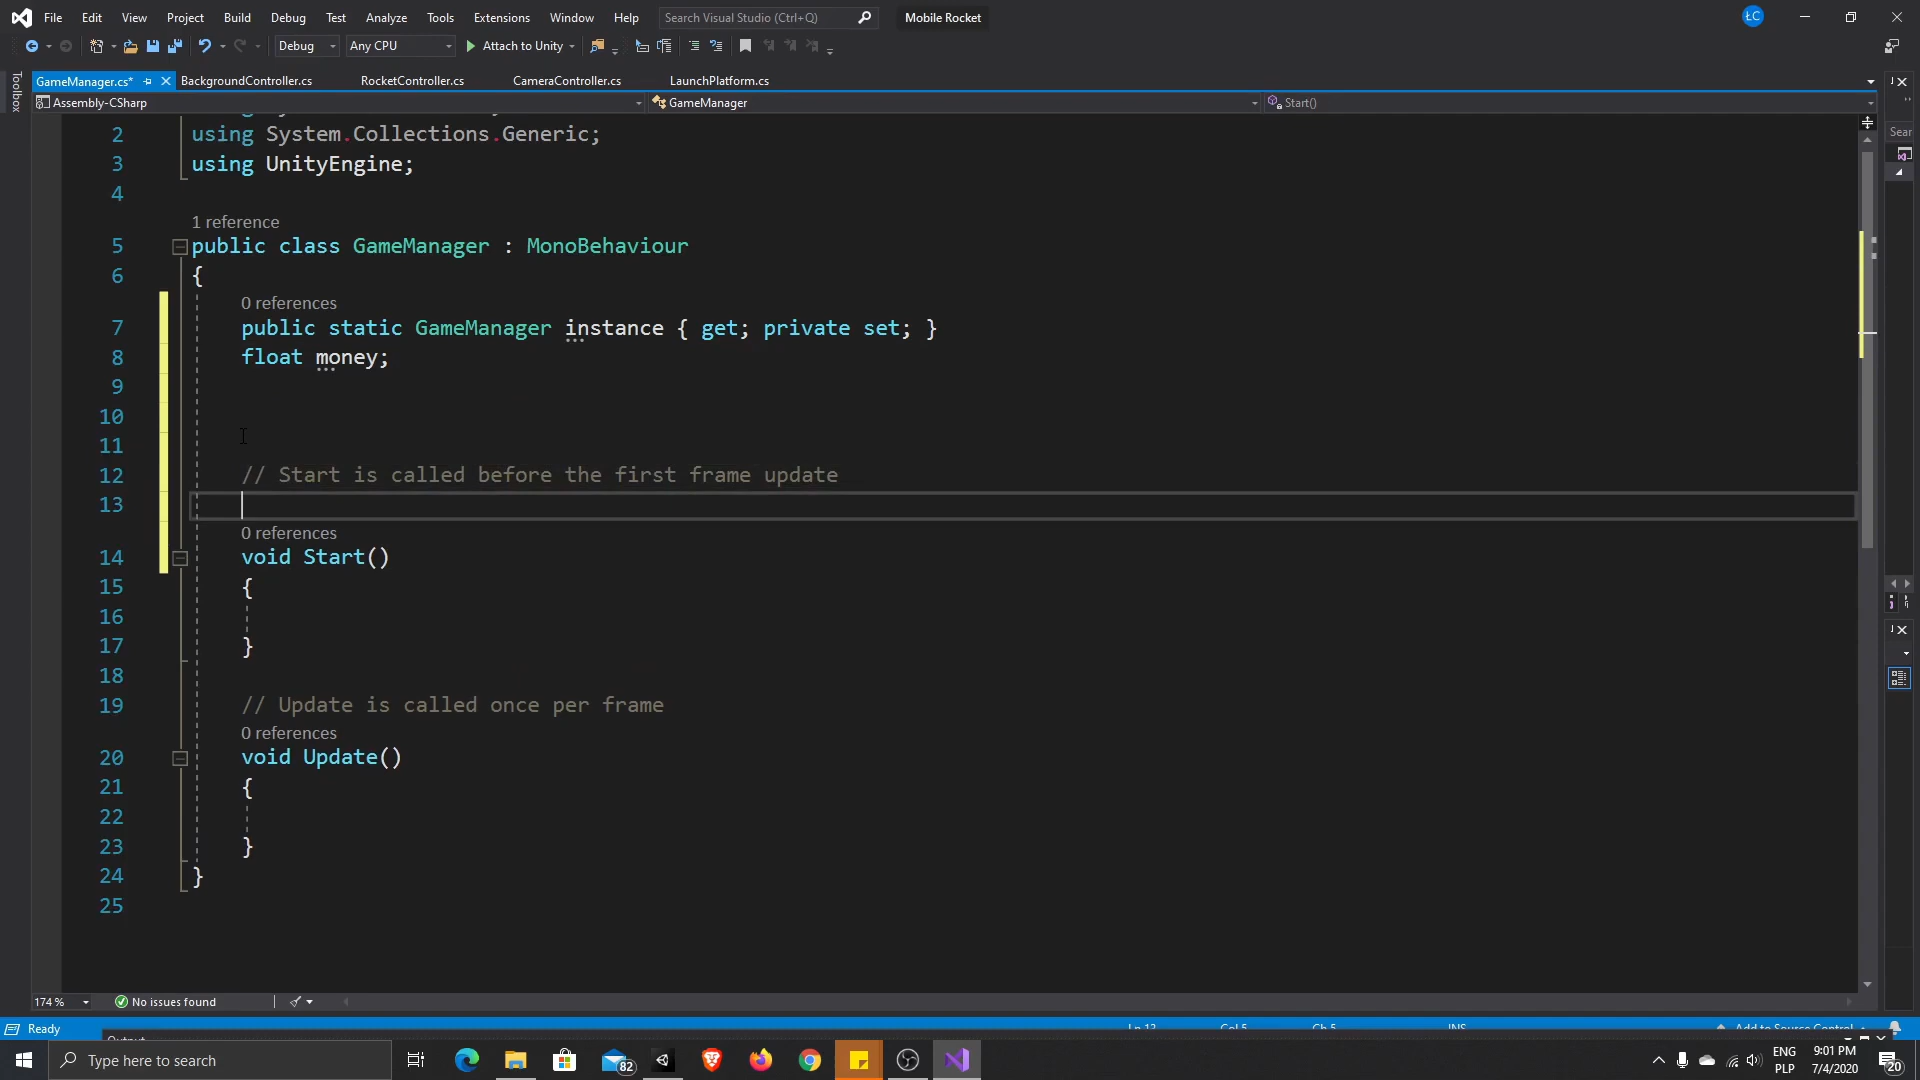 File Edit View Project Build Debug Test Analyze Tools Extensions Window Help Search Visual Studio (Ctrl+Q) Mobile Rocket ŁC
Debug Any CPU Attach to Unity
Toolbox
GameManager.cs* BackgroundController.cs RocketController.cs CameraController.cs LaunchPlatform.cs
Assembly-CSharp GameManager Start()
Sear
2 using System.Collections.Generic;
3 using UnityEngine;
4
1 reference
5 public class GameManager : MonoBehaviour
6 {
0 references
7 public static GameManager instance { get; private set; }
8 float money;
9
10
11
12 // Start is called before the first frame update
13
0 references
14 void Start()
15 {
16
17 }
18
19 // Update is called once per frame
0 references
20 void Update()
21 {
22
23 }
24 }
25
174 % No issues found
Ready Ln 13 Col 5 Ch 5 INS Add to Source Control
Output
Type here to search 82 ENG PLP 9:01 PM 7/4/2020 20